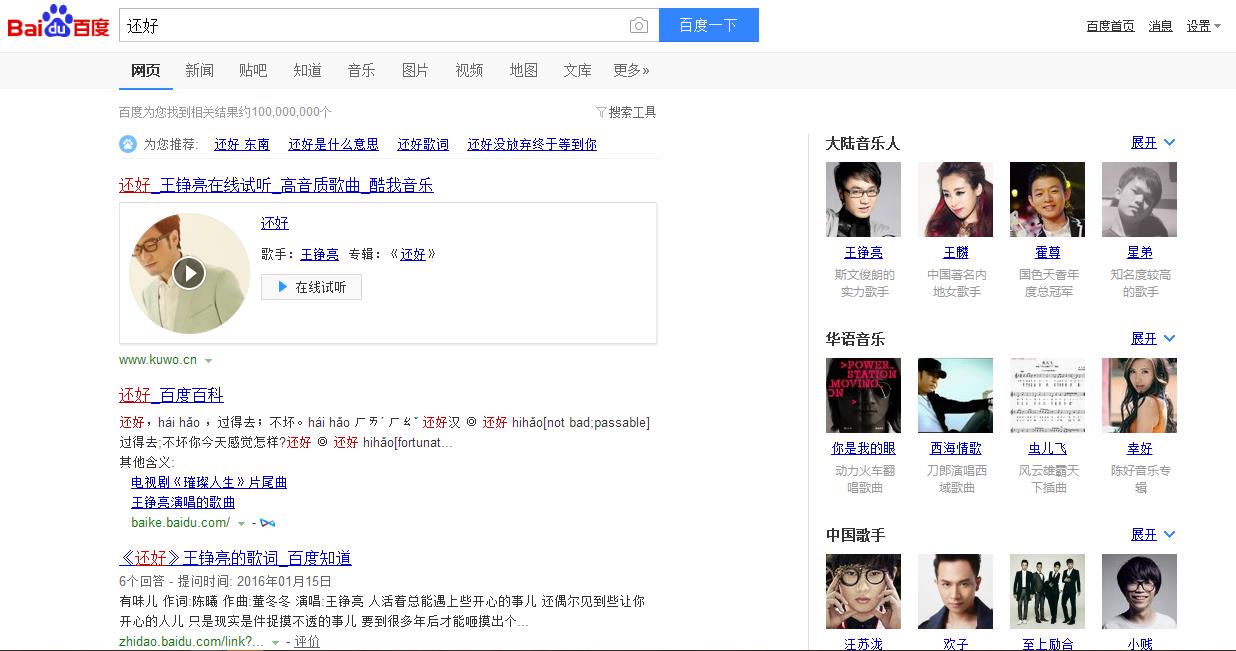 Bai du 百度
还好
百度一下
百度首页 消息 设置
网页 新闻 贴吧 知道 音乐 图片 视频 地图 文库 更多»
百度为您找到相关结果约100,000,000个
搜索工具
为您推荐: 还好 东南 还好是什么意思 还好歌词 还好没放弃终于等到你
还好_王铮亮在线试听_高音质歌曲_酷我音乐
还好
歌手：王铮亮 专辑：《还好》
在线试听
www.kuwo.cn
还好_百度百科
还好，hái hǎo ，过得去；不坏。hái hǎo ㄏㄞˊ ㄏㄠˇ 还好汉 ◎ 还好 hihǎo[not bad;passable]
过得去;不坏你今天感觉怎样?还好 ◎ 还好 hihǎo[fortunat...
其他含义:
电视剧《璀璨人生》片尾曲
王铮亮演唱的歌曲
baike.baidu.com/ -
《还好》王铮亮的歌词_百度知道
6个回答 - 提问时间: 2016年01月15日
有味儿 作词:陈曦 作曲:董冬冬 演唱:王铮亮 人活着总能遇上些开心的事儿 还偶尔见到些让你
开心的人儿 只是现实是件捉摸不透的事儿 要到很多年后才能咂摸出个...
zhidao.baidu.com/link?... - 评价
大陆音乐人 展开
王铮亮 王麟 霍尊 星弟
斯文俊朗的 中国著名内 国色天香年 知名度较高
实力歌手 地女歌手 度总冠军 的歌手
华语音乐 展开
>POWER_
STATION
MOVING
ON >
你是我的眼 西海情歌 虫儿飞 幸好
动力火车翻 刀郎演唱西 风云雄霸天 陈好音乐专
唱歌曲 域歌曲 下插曲 辑
中国歌手 展开
汪苏泷 欢子 至上励合 小贱